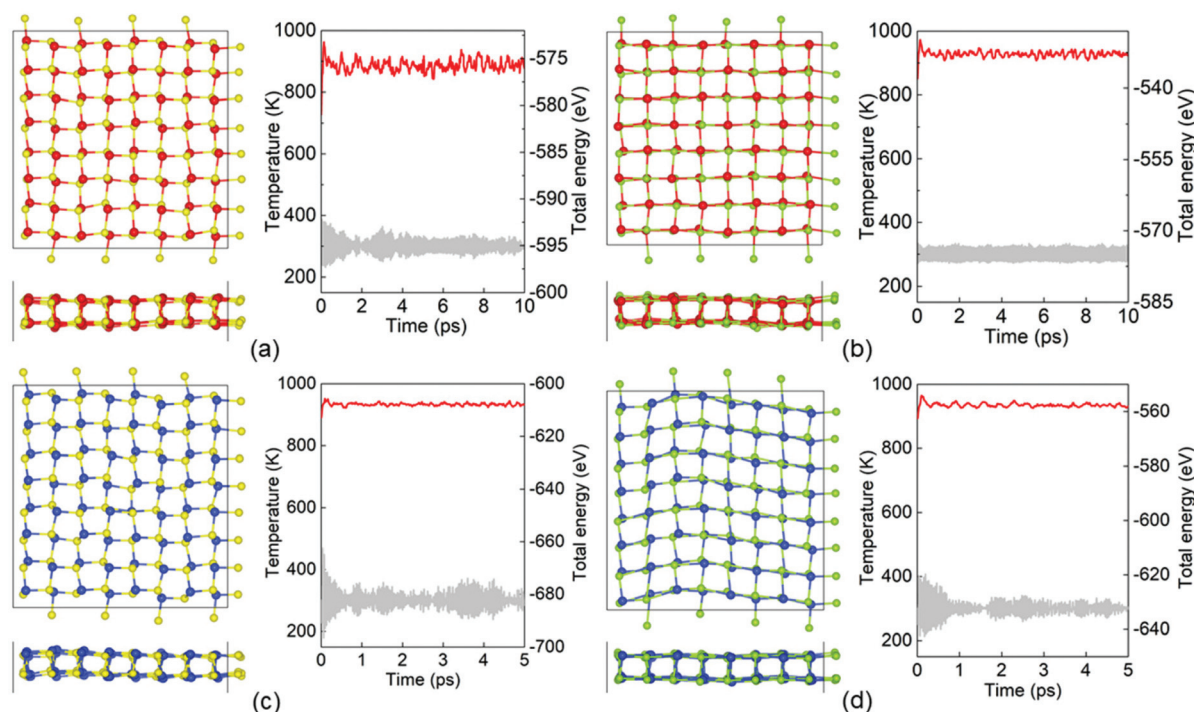 1000
800
600
400
200
Temperature (K)
-575
-580
-585
-590
-595
-600
Total energy (eV)
0 2 4 6 8 10
Time (ps)
(a)
1000
800
600
400
200
Temperature (K)
-540
-555
-570
-585
Total energy (eV)
0 2 4 6 8 10
Time (ps)
(b)
1000
800
600
400
200
Temperature (K)
-600
-620
-640
-660
-680
-700
Total energy (eV)
0 1 2 3 4 5
Time (ps)
(c)
1000
800
600
400
200
Temperature (K)
-560
-580
-600
-620
-640
Total energy (eV)
0 1 2 3 4 5
Time (ps)
(d)